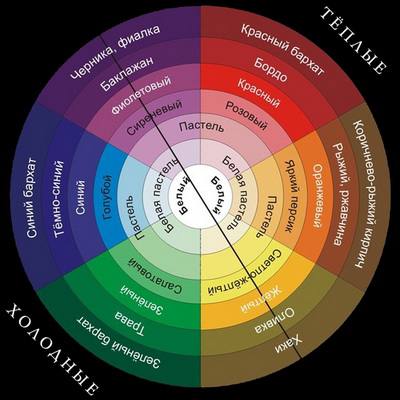 ТЁПЛЫЕ
Черника, фиалка
Баклажан
Фиолетовый
Сиреневый
Пастель
Красный бархат
Бордо
Красный
Розовый
Синий бархат
Тёмно-синий
Синий
Голубой
Пастель
Белая пастель
Белый
Белый
Белая пастель
Пастель
Яркий персик
Оранжевый
Рыжий, ржавчина
Коричнево-рыжий кирпич
Салатовый
Зелёный
Трава
Зелёный бархат
Светло-жёлтый
Жёлтый
Оливка
Хаки
ХОЛОДНЫЕ